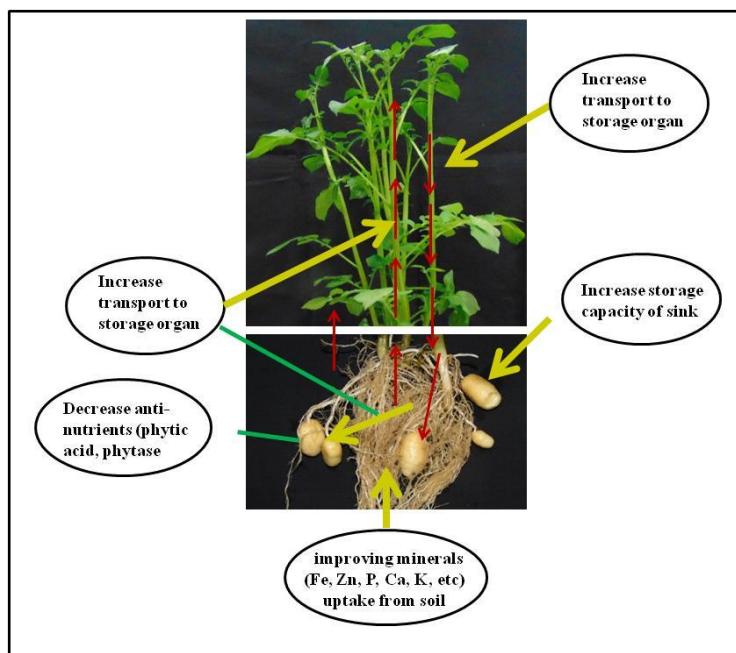 Increase
transport to
storage organ
Increase storage
capacity of sink
Increase
transport to
storage organ
Decrease anti-
nutrients (phytic
acid, phytase
improving minerals
(Fe, Zn, P, Ca, K, etc)
uptake from soil